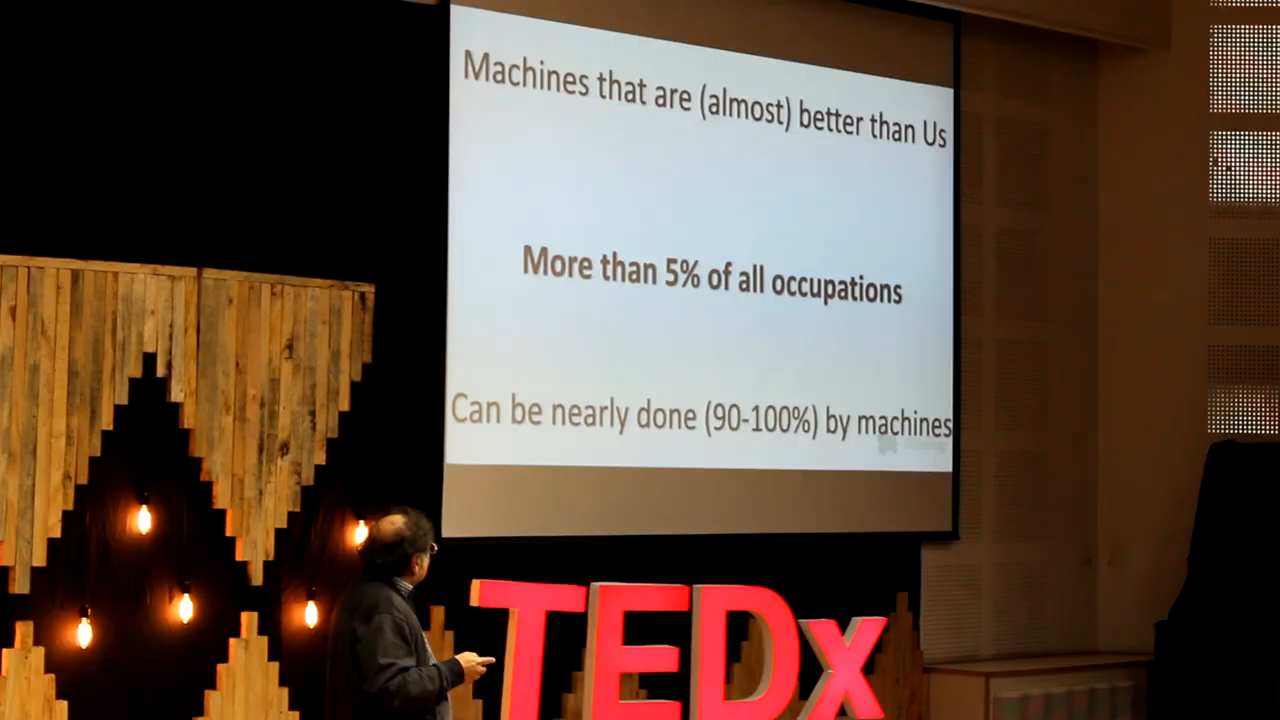 Machines that are (almost) better than Us
More than 5% of all occupations
Can be nearly done (90-100%) by machines
TEDx